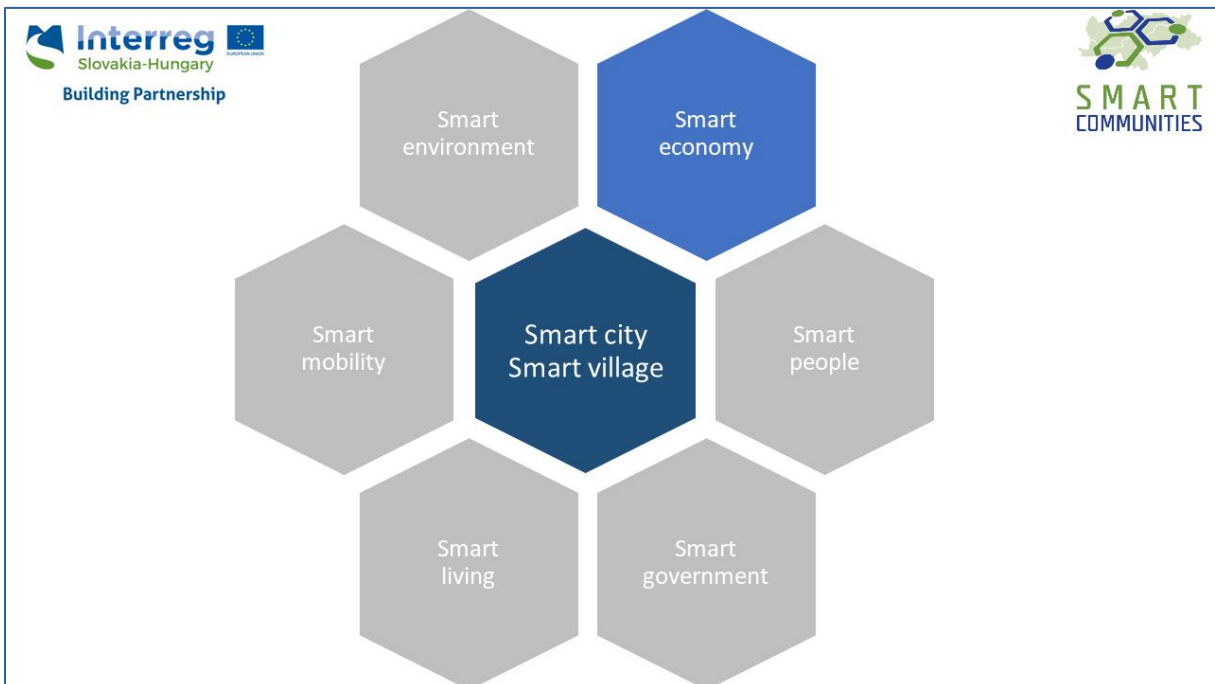 Interreg
EUROPEAN UNION
Slovakia-Hungary
Building Partnership
SMART
COMMUNITIES
Smart
environment
Smart
economy
Smart
mobility
Smart city
Smart village
Smart
people
Smart
living
Smart
government